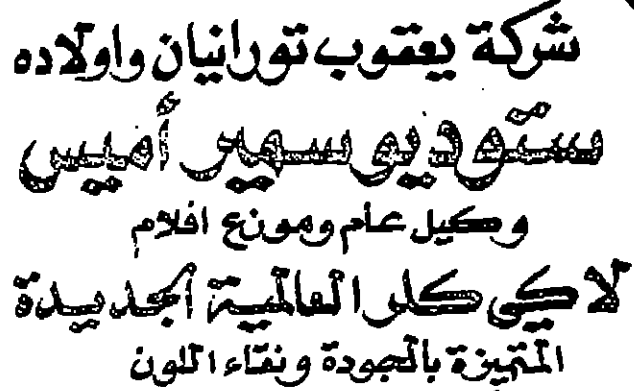 شركة يعقوب تورانيان واولاده
ستوديو سمير أميس
وكيل عام وموزع افلام
لاكي كلر العالمية الجديدة
المتميزة بالجودة ونقاء اللون